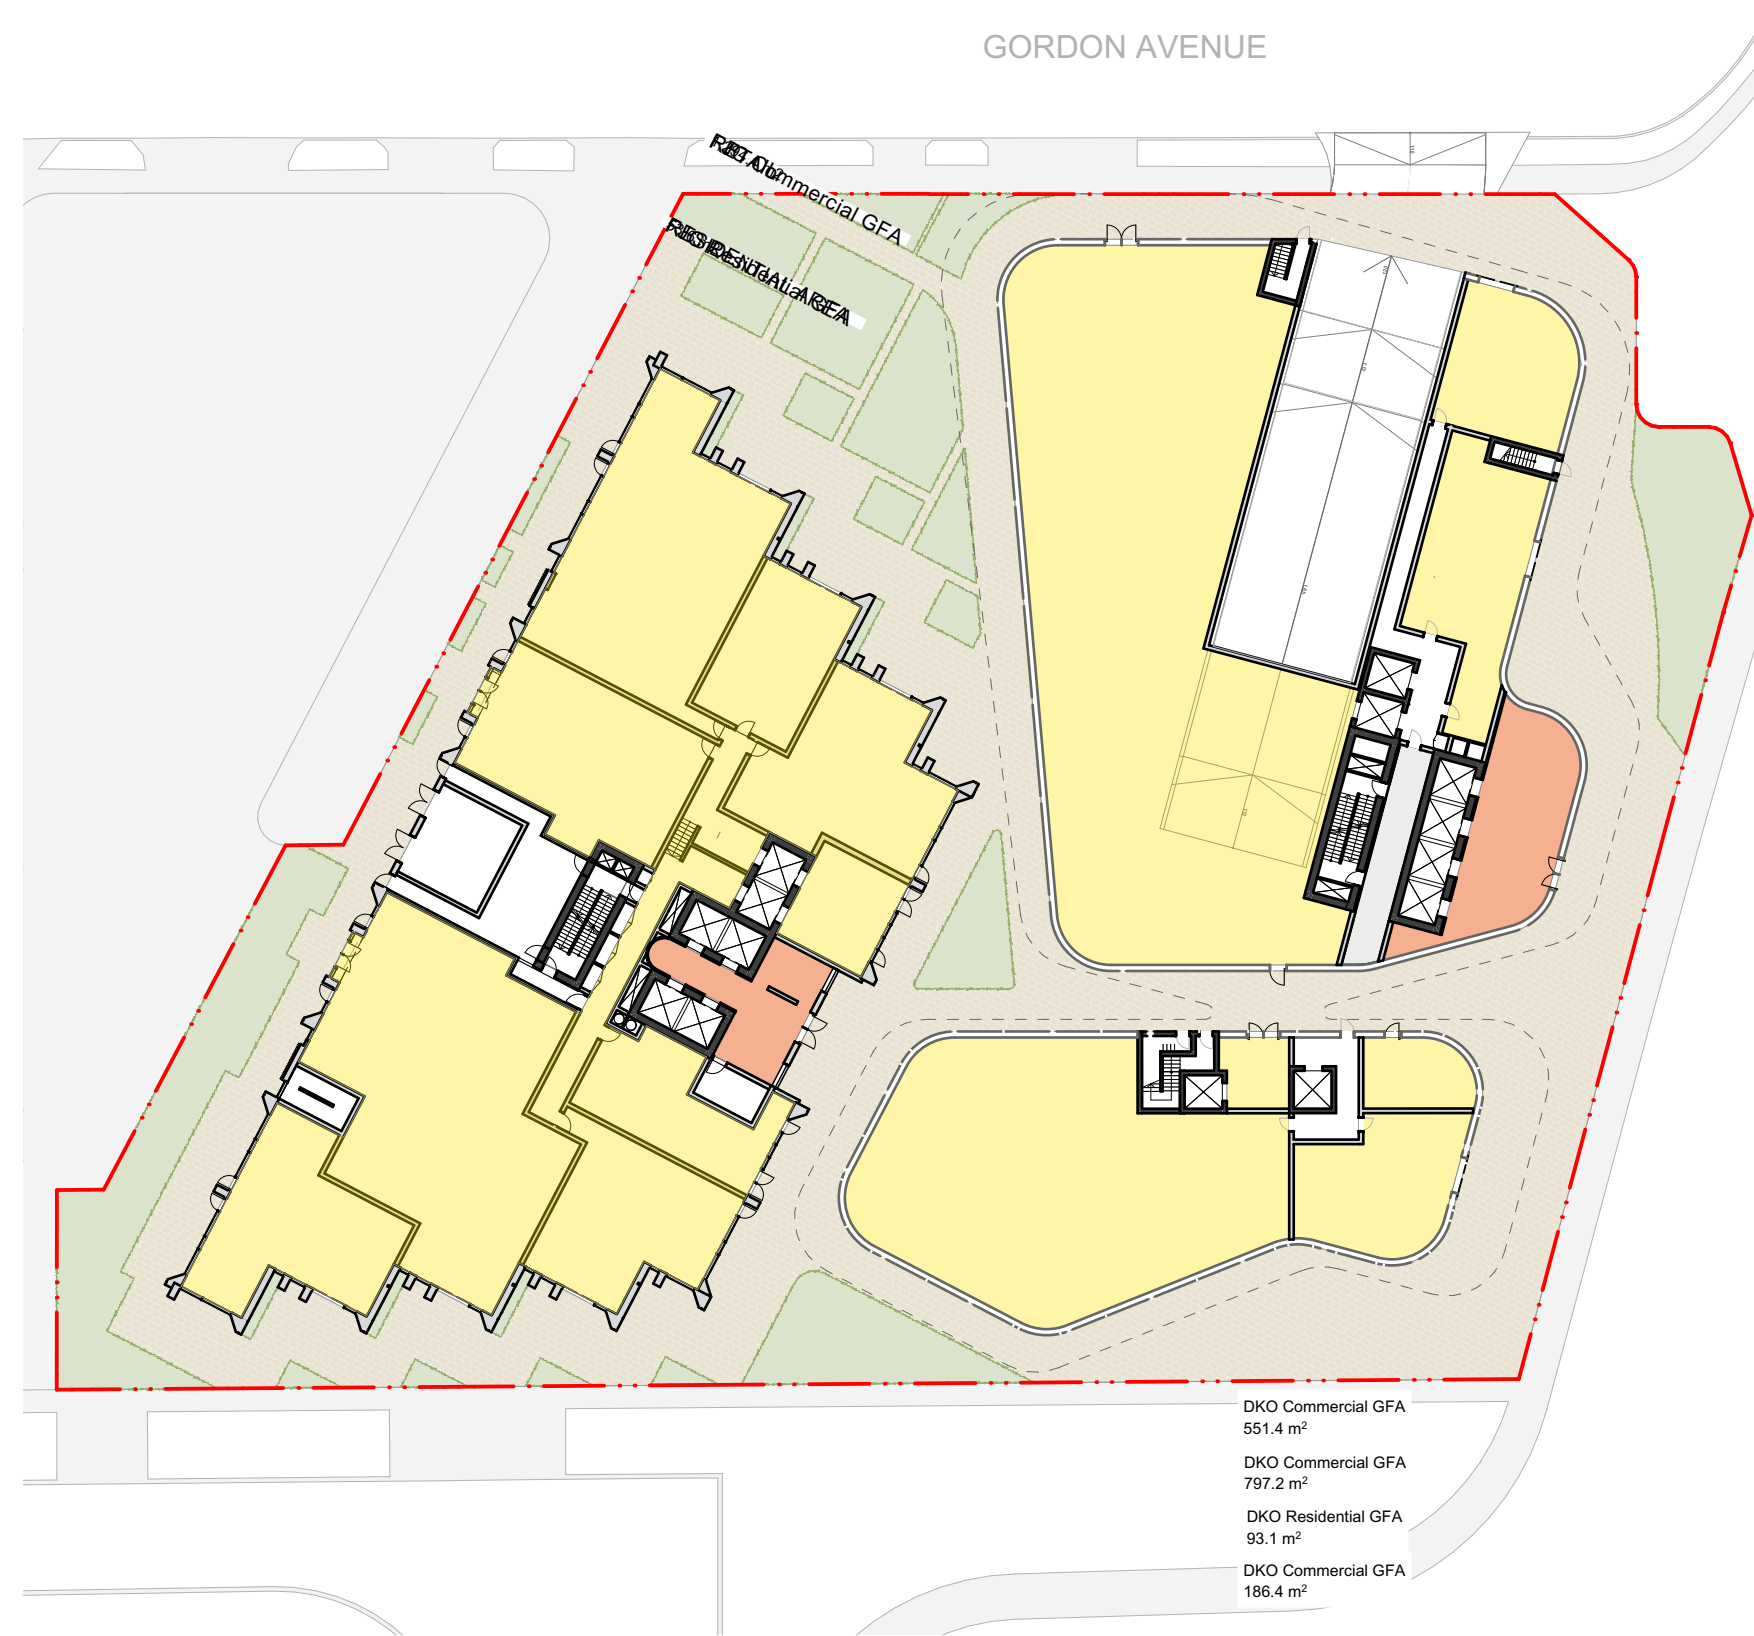 GORDON AVENUE
Commercial GFA
DKO Commercial GFA
551.4 m²
DKO Commercial GFA
797.2 m²
DKO Residential GFA
93.1 m²
DKO Commercial GFA
186.4 m²